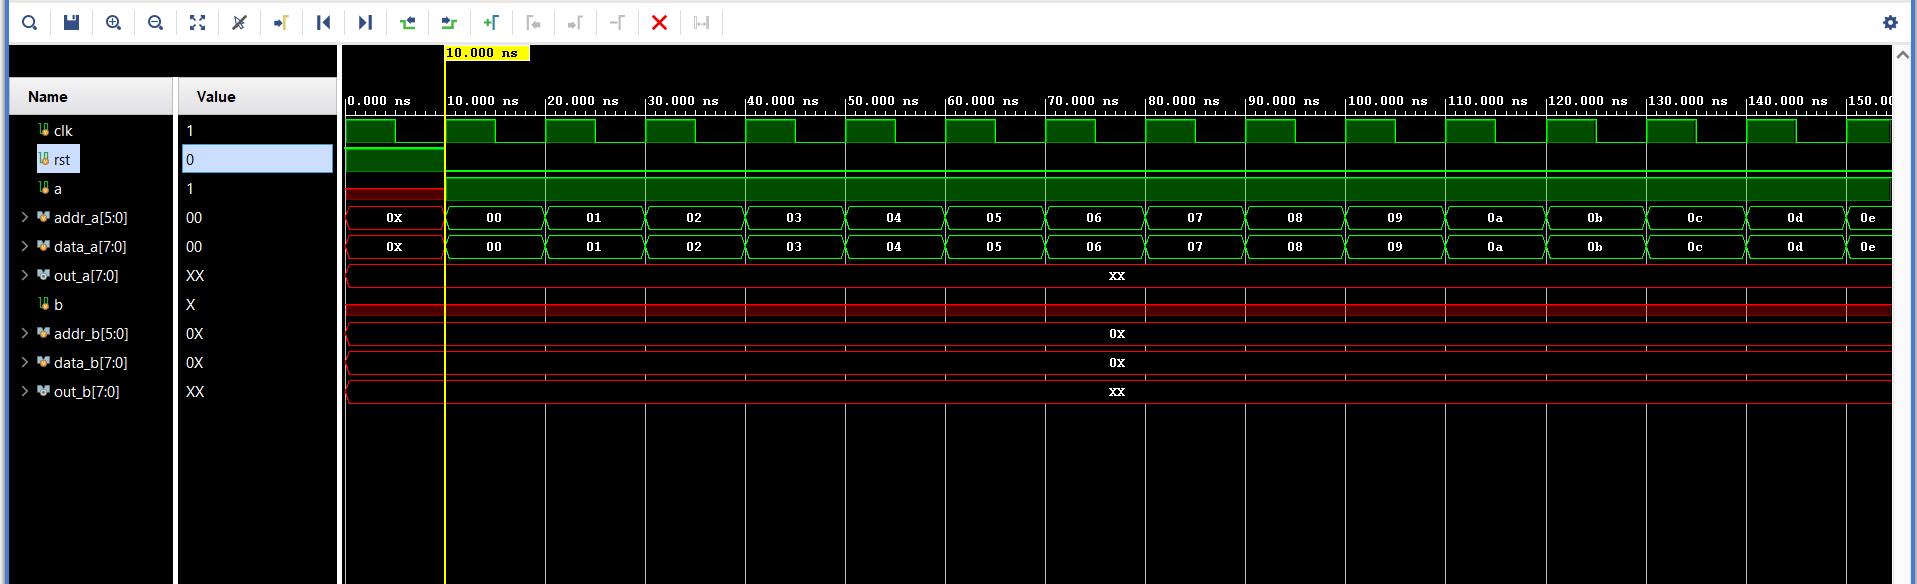 10.000 ns
Name Value
0.000 ns 10.000 ns 20.000 ns 30.000 ns 40.000 ns 50.000 ns 60.000 ns 70.000 ns 80.000 ns 90.000 ns 100.000 ns 110.000 ns 120.000 ns 130.000 ns 140.000 ns 150.0
clk 1
rst 0
a 1
addr_a[5:0] 00 0X 00 01 02 03 04 05 06 07 08 09 0a 0b 0c 0d 0e
data_a[7:0] 00 0X 00 01 02 03 04 05 06 07 08 09 0a 0b 0c 0d 0e
out_a[7:0] XX XX
b X
addr_b[5:0] 0X 0X
data_b[7:0] 0X 0X
out_b[7:0] XX XX